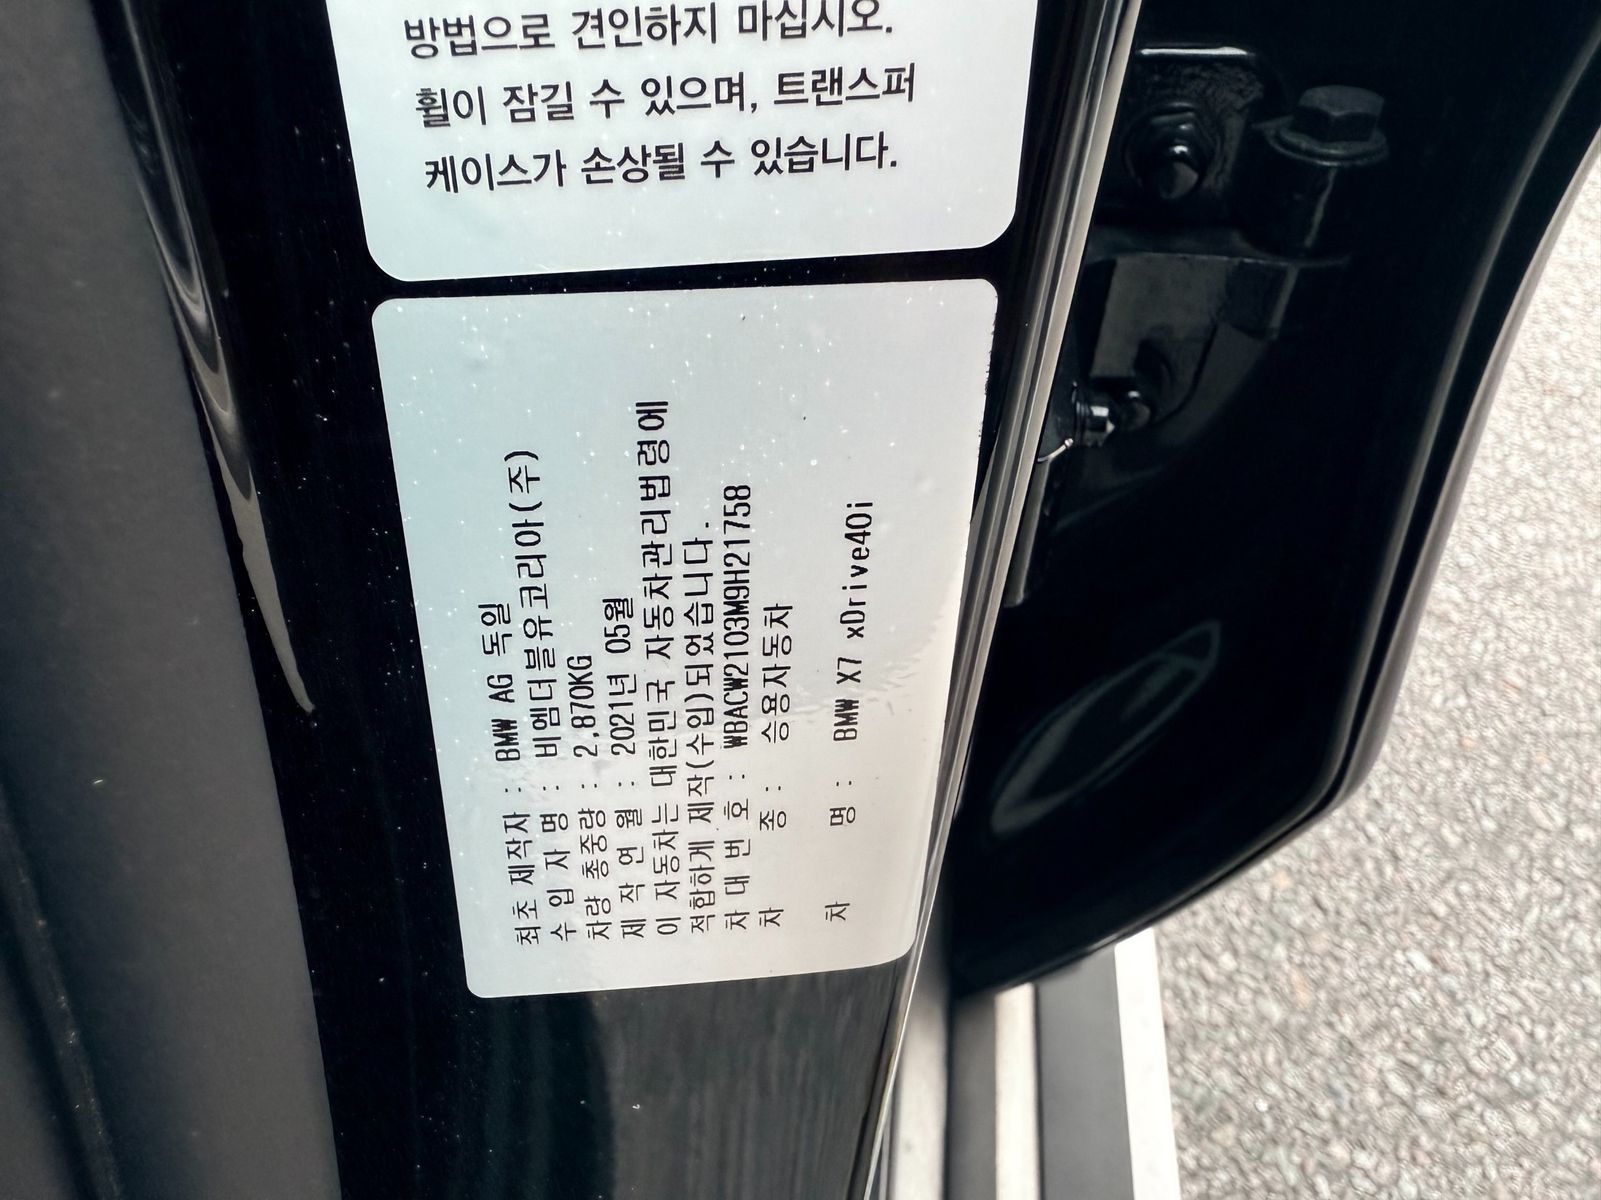 방법으로 견인하지 마십시오.
휠이 잠길 수 있으며, 트랜스퍼
케이스가 손상될 수 있습니다.
최초 제작자 : BMW AG 독일
수 입 자 명 : 비엠더블유코리아(주)
차량 총중량 : 2,870KG
제 작 연 월 : 2021년 05월
이 자동차는 대한민국 자동차관리법령에
적합하게 제작(수입)되었습니다.
차 대 번 호 : WBACW2103M9H21758
차 종 : 승용자동차
차 명 : BMW X7 xDrive40i